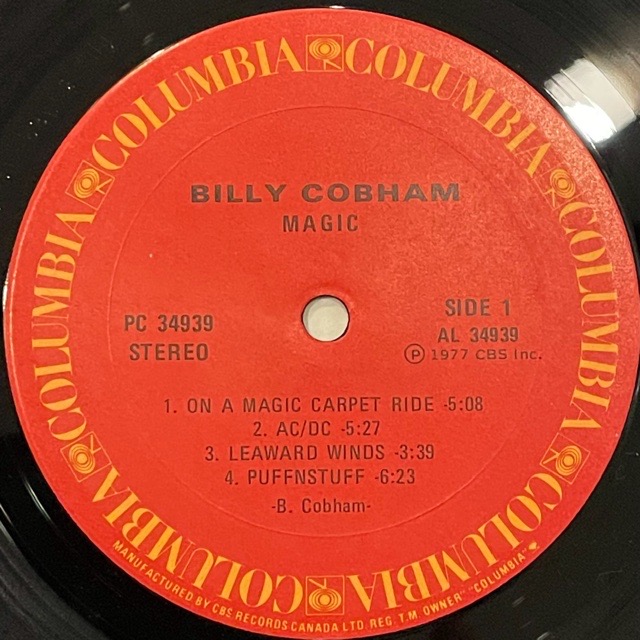 COLUMBIA COLUMBIA COLUMBIA COLUMBIA COLUMBIA COLUMBIA COLUMBIA COLUMBIA
BILLY COBHAM
MAGIC
PC 34939
STEREO
SIDE 1
AL 34939
Ⓟ 1977 CBS Inc.
1. ON A MAGIC CARPET RIDE -5:08
2. AC/DC -5:27
3. LEAWARD WINDS -3:39
4. PUFFNSTUFF -6:23
-B. Cobham-
MANUFACTURED BY CBS RECORDS CANADA LTD. REG. T.M. OWNER "COLUMBIA"